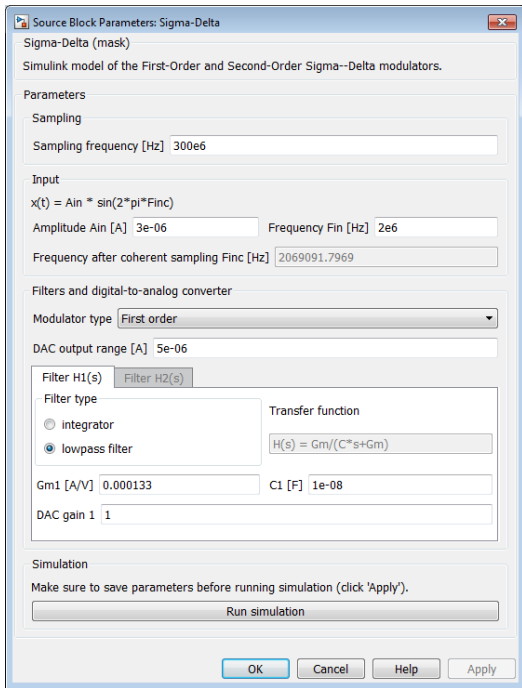 Source Block Parameters: Sigma-Delta
Sigma-Delta (mask)
Simulink model of the First-Order and Second-Order Sigma--Delta modulators.
Parameters
Sampling
Sampling frequency [Hz] 300e6
Input
x(t) = Ain * sin(2*pi*Finc)
Amplitude Ain [A] 3e-06 Frequency Fin [Hz] 2e6
Frequency after coherent sampling Finc [Hz] 2069091.7969
Filters and digital-to-analog converter
Modulator type First order
DAC output range [A] 5e-06
Filter H1(s) Filter H2(s)
Filter type
integrator
lowpass filter
Transfer function
H(s) = Gm/(C*s+Gm)
Gm1 [A/V] 0.000133 C1 [F] 1e-08
DAC gain 1 1
Simulation
Make sure to save parameters before running simulation (click 'Apply').
Run simulation
OK Cancel Help Apply